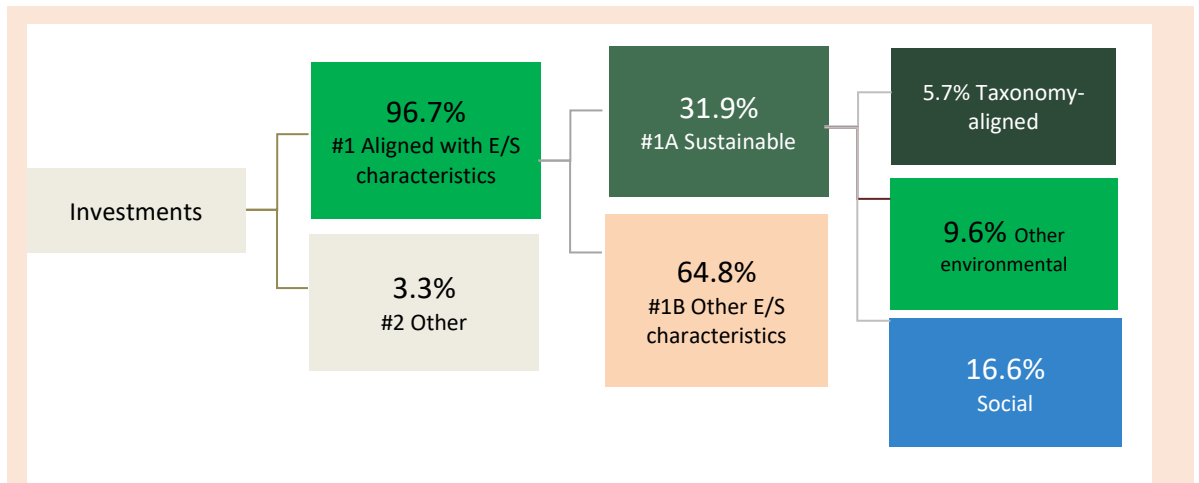 Investments
96.7%
#1 Aligned with E/S
characteristics
3.3%
#2 Other
31.9%
#1A Sustainable
64.8%
#1B Other E/S
characteristics
5.7% Taxonomy-
aligned
9.6% Other
environmental
16.6%
Social